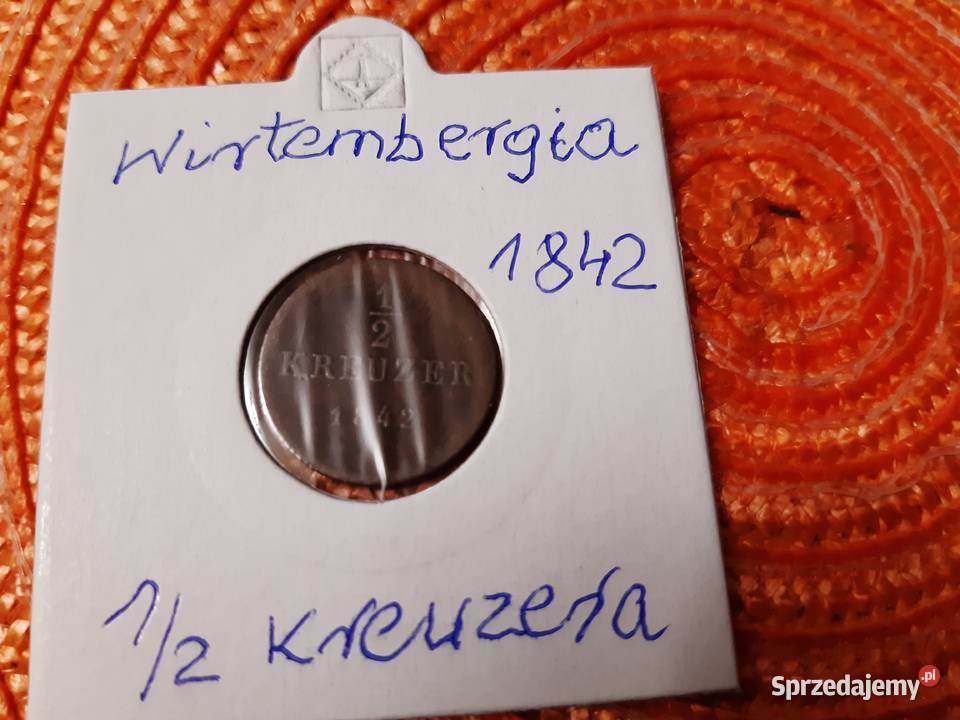 Wirtembergia
1842
1
2
KREUZER
1842
1/2 Kreuzera
Sprzedajemy.pl